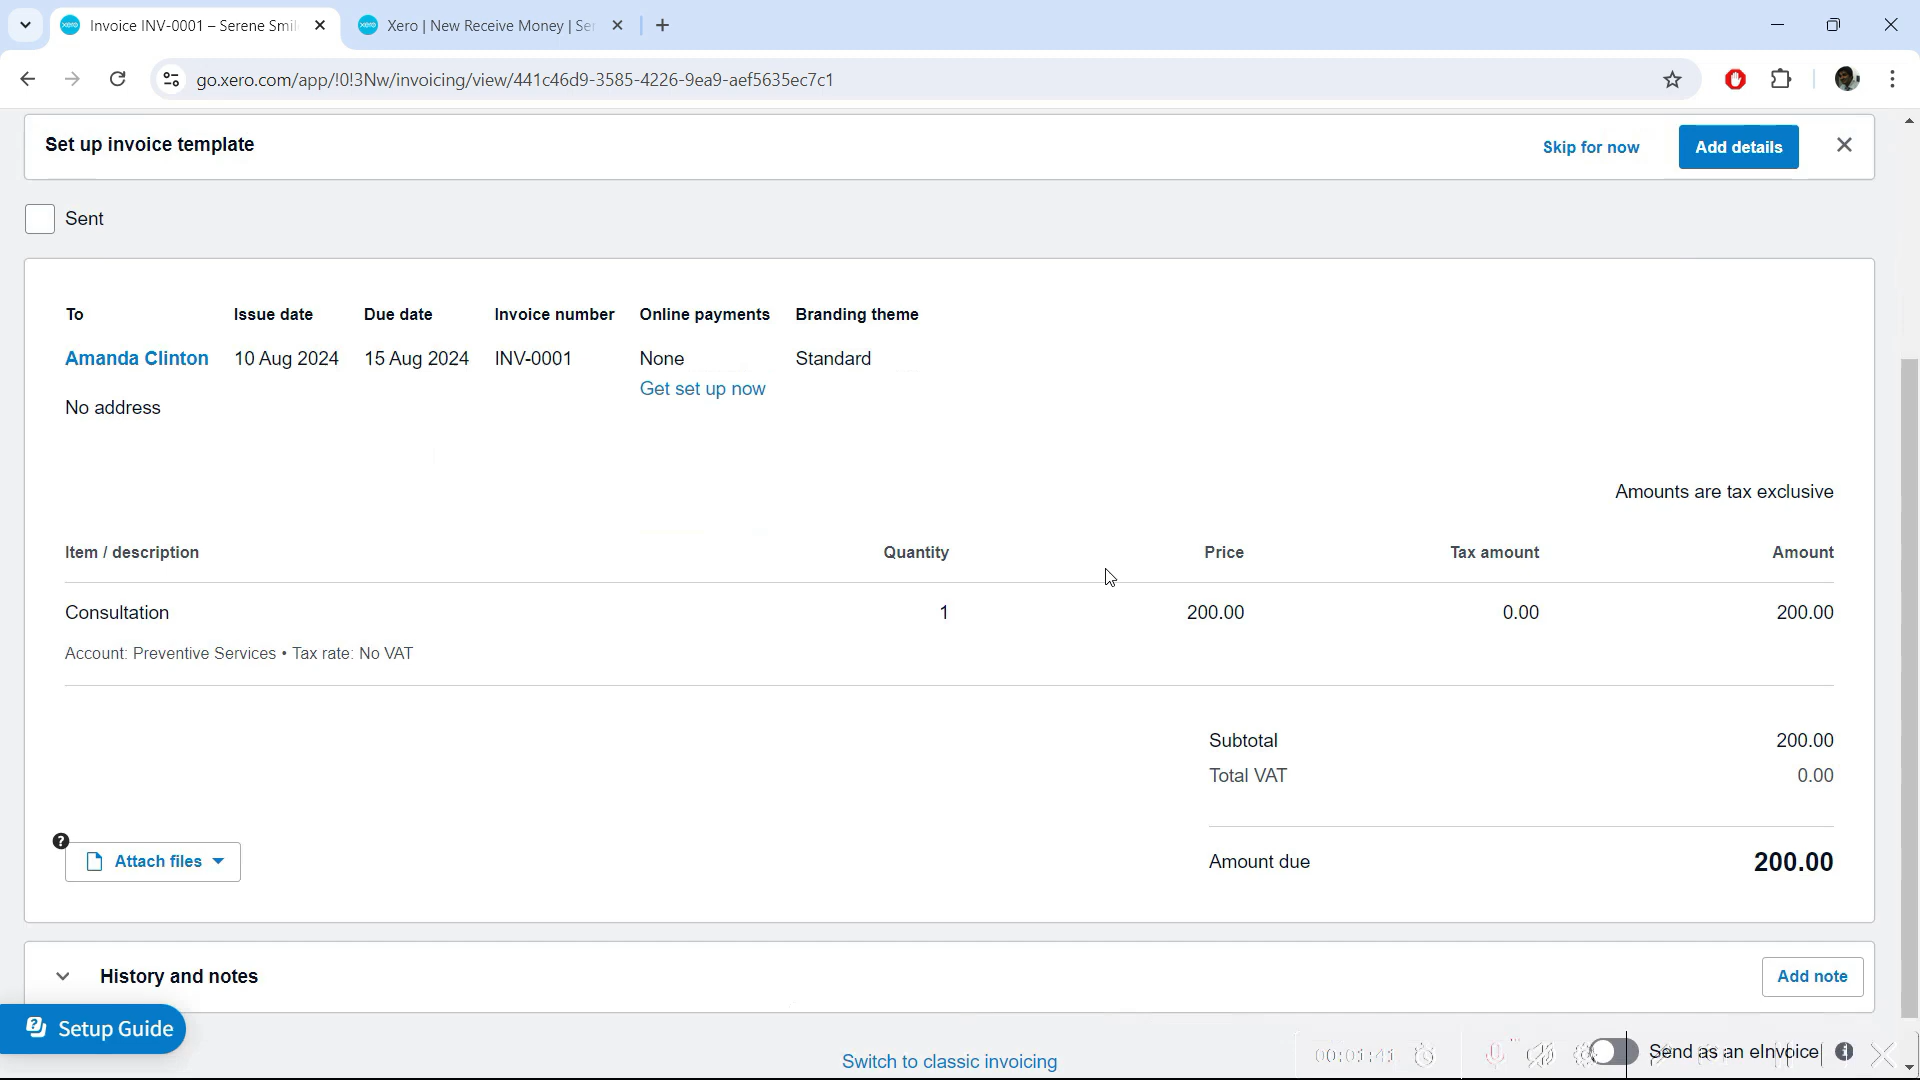 Invoice INV-0001 – Serene Smil
Xero | New Receive Money | Ser
go.xero.com/app/!0!3Nw/invoicing/view/441c46d9-3585-4226-9ea9-aef5635ec7c1
Set up invoice template
Skip for now
Add details
Sent
To Issue date Due date Invoice number Online payments Branding theme
Amanda Clinton 10 Aug 2024 15 Aug 2024 INV-0001 None Standard
Get set up now
No address
Amounts are tax exclusive
Item / description Quantity Price Tax amount Amount
Consultation 1 200.00 0.00 200.00
Account: Preventive Services • Tax rate: No VAT
Subtotal 200.00
Total VAT 0.00
Attach files
Amount due 200.00
History and notes
Add note
Setup Guide
Switch to classic invoicing
00:01:41
Send as an eInvoice